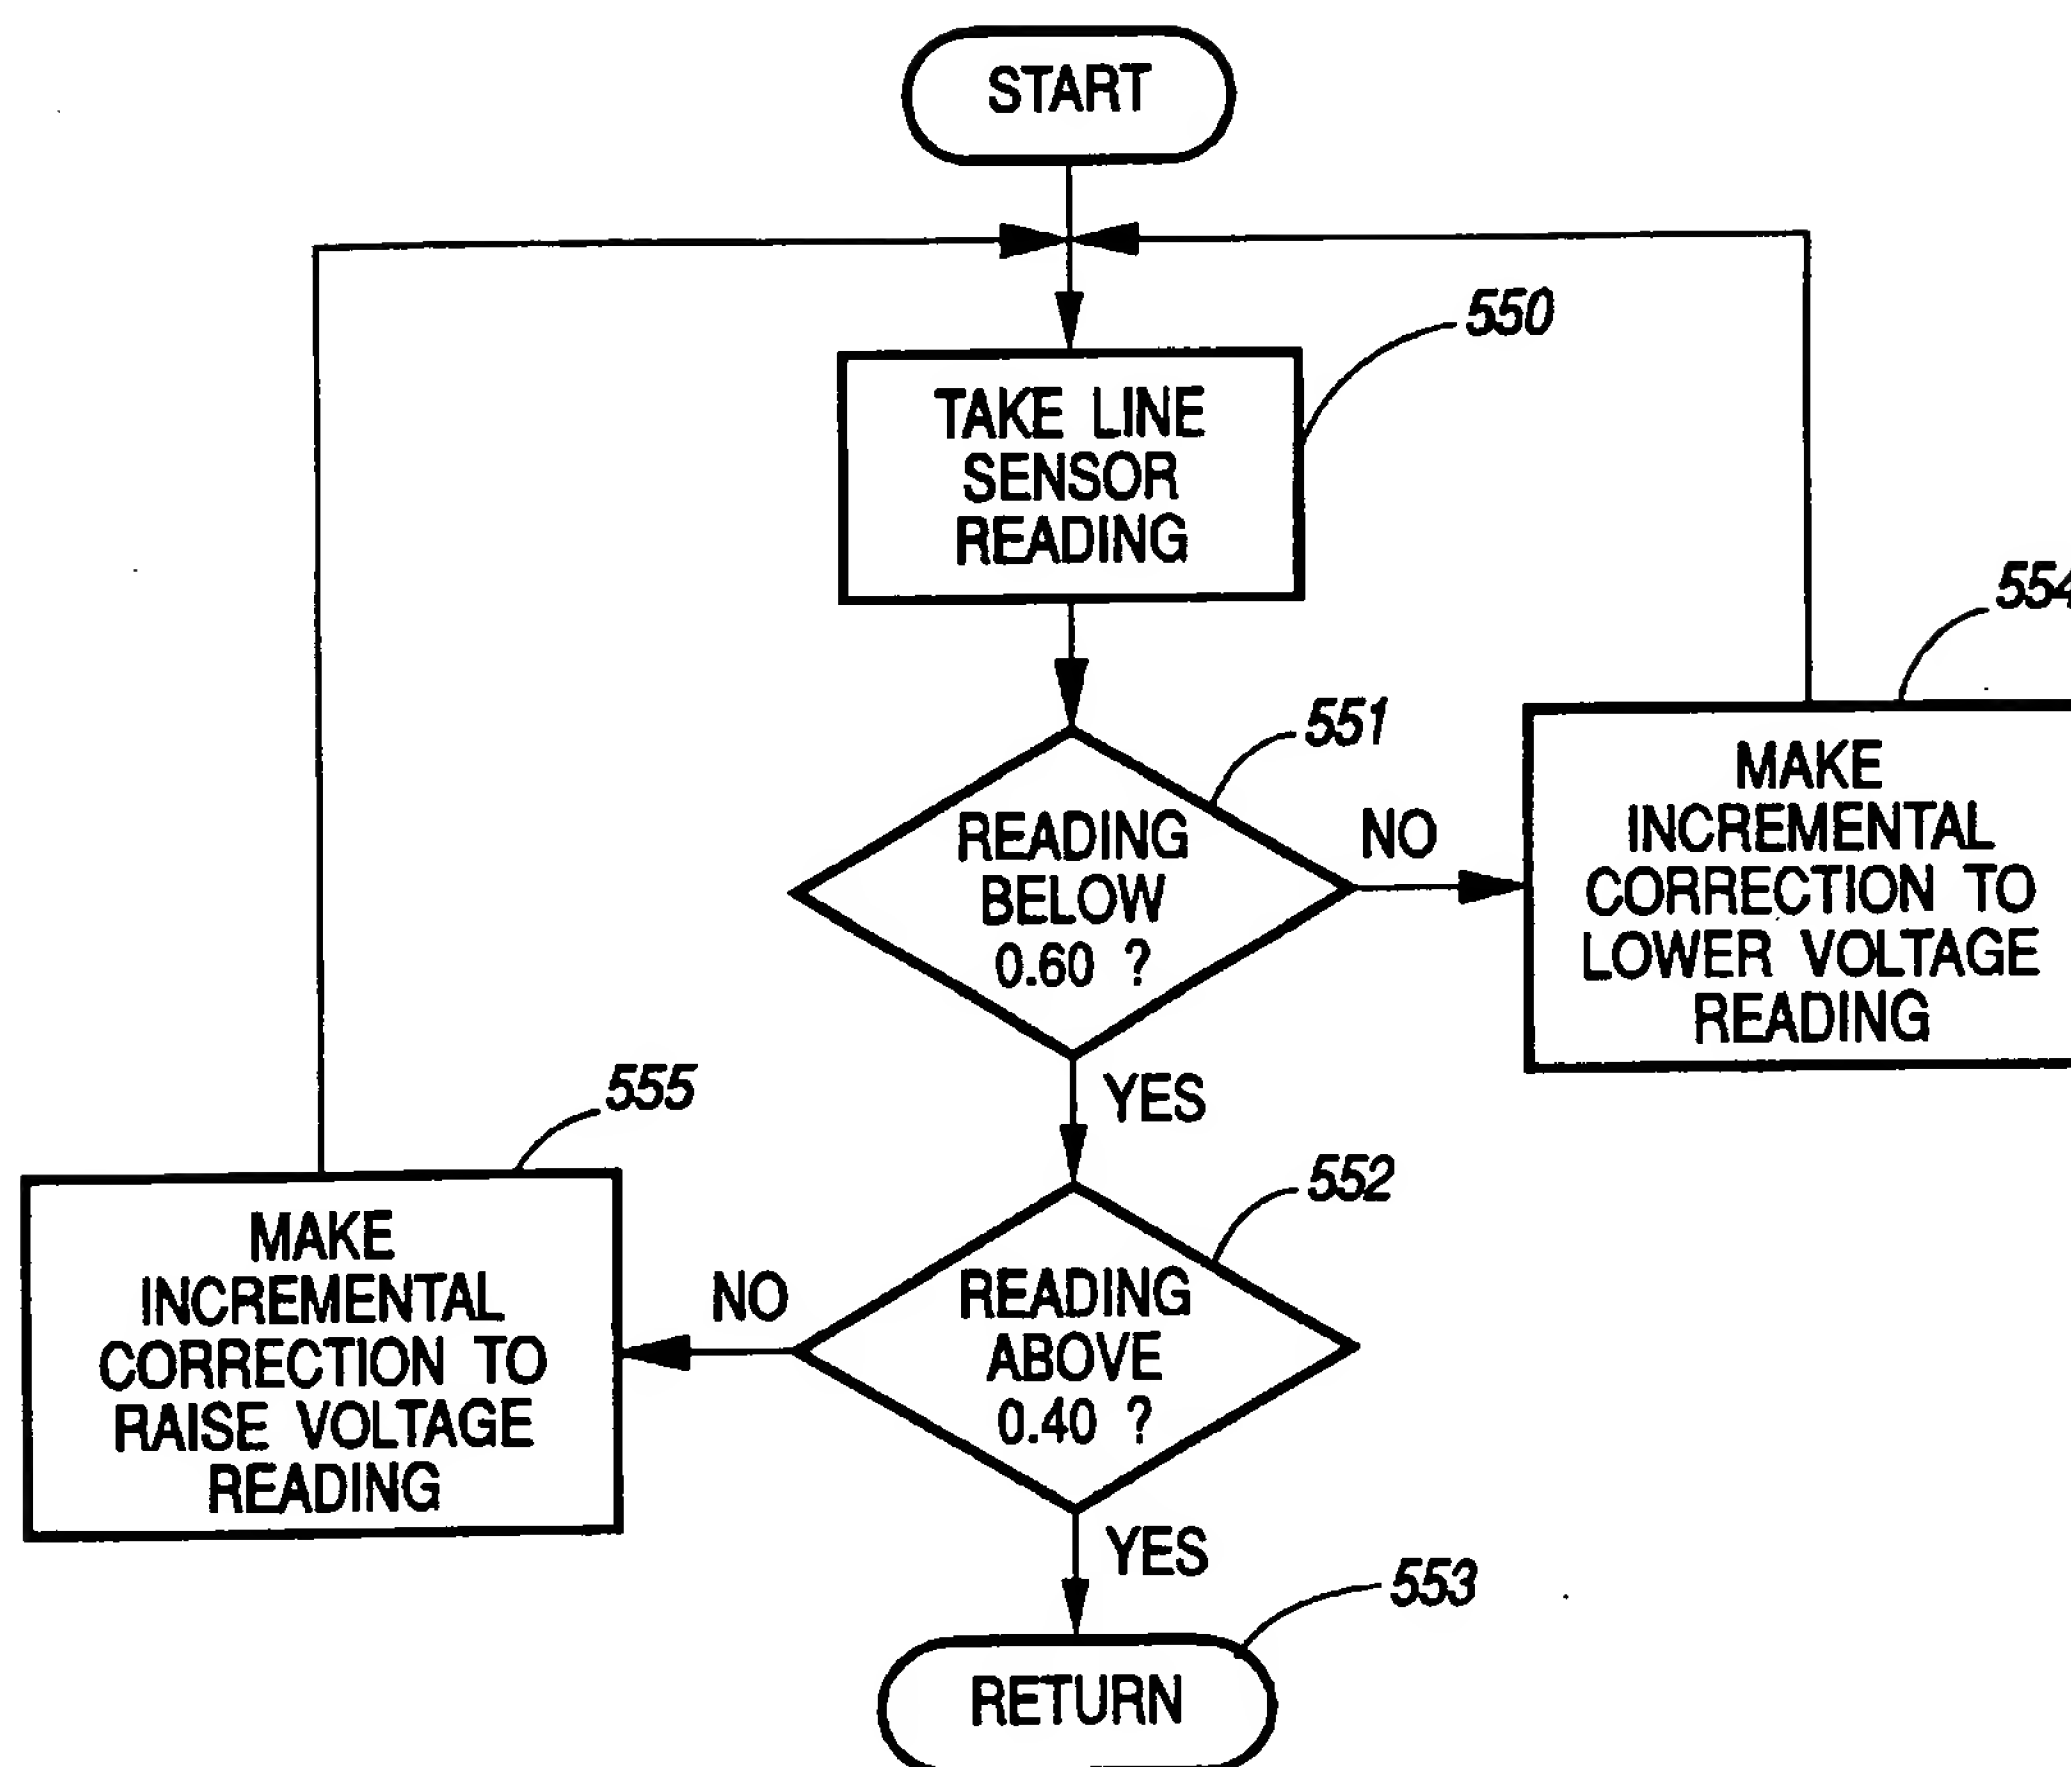 START
550
TAKE LINE
SENSOR
READING
554
551
READING
BELOW
0.60 ?
NO
MAKE
INCREMENTAL
CORRECTION TO
LOWER VOLTAGE
READING
YES
555
552
MAKE
INCREMENTAL
CORRECTION TO
RAISE VOLTAGE
READING
NO
READING
ABOVE
0.40 ?
YES
553
RETURN